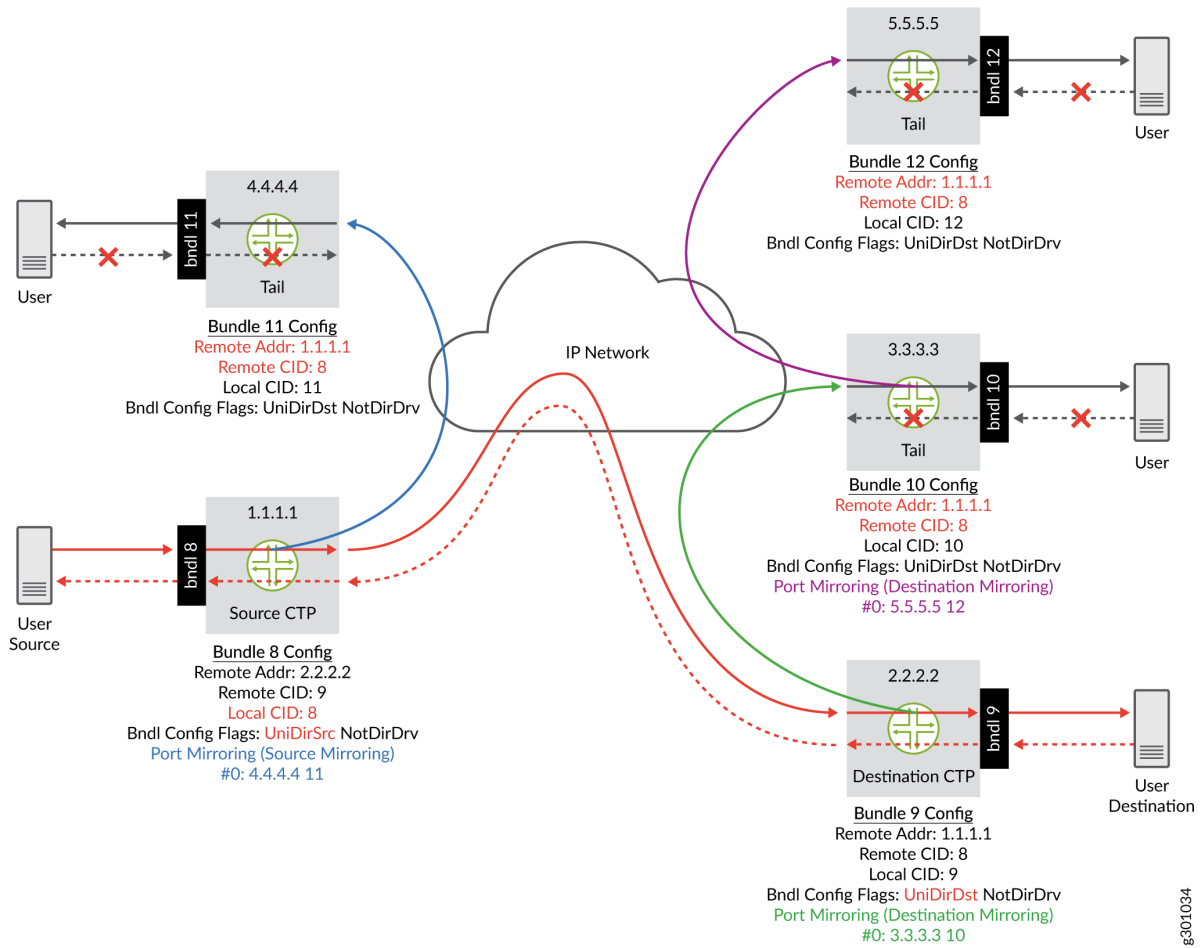 5.5.5.5
bndl 12
Tail
User
Bundle 12 Config
Remote Addr: 1.1.1.1
Remote CID: 8
Local CID: 12
Bndl Config Flags: UniDirDst NotDirDrv
4.4.4.4
bndl 11
Tail
User
Bundle 11 Config
Remote Addr: 1.1.1.1
Remote CID: 8
Local CID: 11
Bndl Config Flags: UniDirDst NotDirDrv
IP Network
3.3.3.3
bndl 10
Tail
User
Bundle 10 Config
Remote Addr: 1.1.1.1
Remote CID: 8
Local CID: 10
Bndl Config Flags: UniDirDst NotDirDrv
Port Mirroring (Destination Mirroring)
#0: 5.5.5.5 12
1.1.1.1
bndl 8
Source CTP
User
Source
Bundle 8 Config
Remote Addr: 2.2.2.2
Remote CID: 9
Local CID: 8
Bndl Config Flags: UniDirSrc NotDirDrv
Port Mirroring (Source Mirroring)
#0: 4.4.4.4 11
2.2.2.2
bndl 9
Destination CTP
User
Destination
Bundle 9 Config
Remote Addr: 1.1.1.1
Remote CID: 8
Local CID: 9
Bndl Config Flags: UniDirDst NotDirDrv
Port Mirroring (Destination Mirroring)
#0: 3.3.3.3 10
g301034